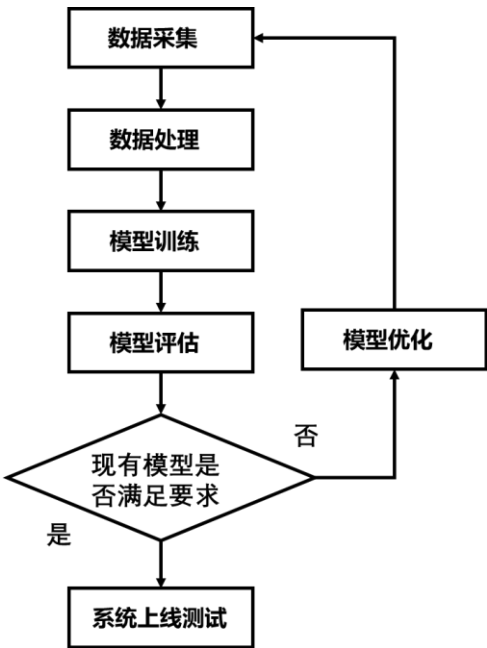 数据采集
数据处理
模型训练
模型评估
模型优化
否
现有模型是
否满足要求
是
系统上线测试